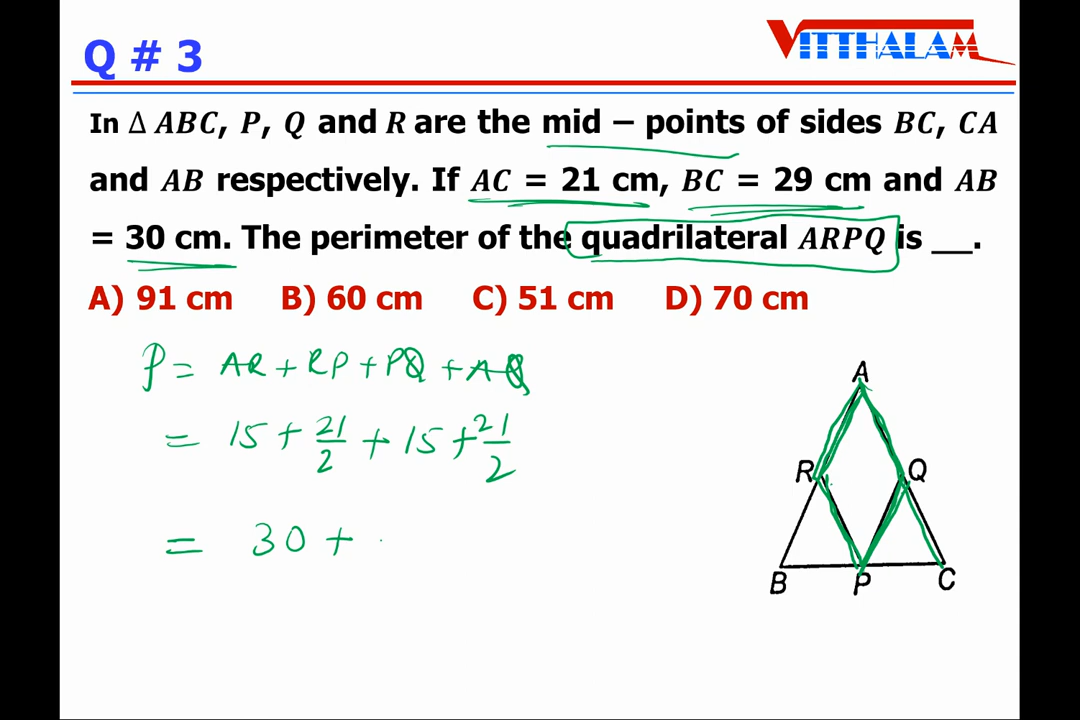 Q # 3
VITTHALAM
In Δ ABC, P, Q and R are the mid – points of sides BC, CA
and AB respectively. If AC = 21 cm, BC = 29 cm and AB
= 30 cm. The perimeter of the quadrilateral ARPQ is __.
A) 91 cm B) 60 cm C) 51 cm D) 70 cm
P = AR + RP + PQ + AQ
= 15 + 21/2 + 15 + 21/2
= 30 +
A
R
Q
B
P
C